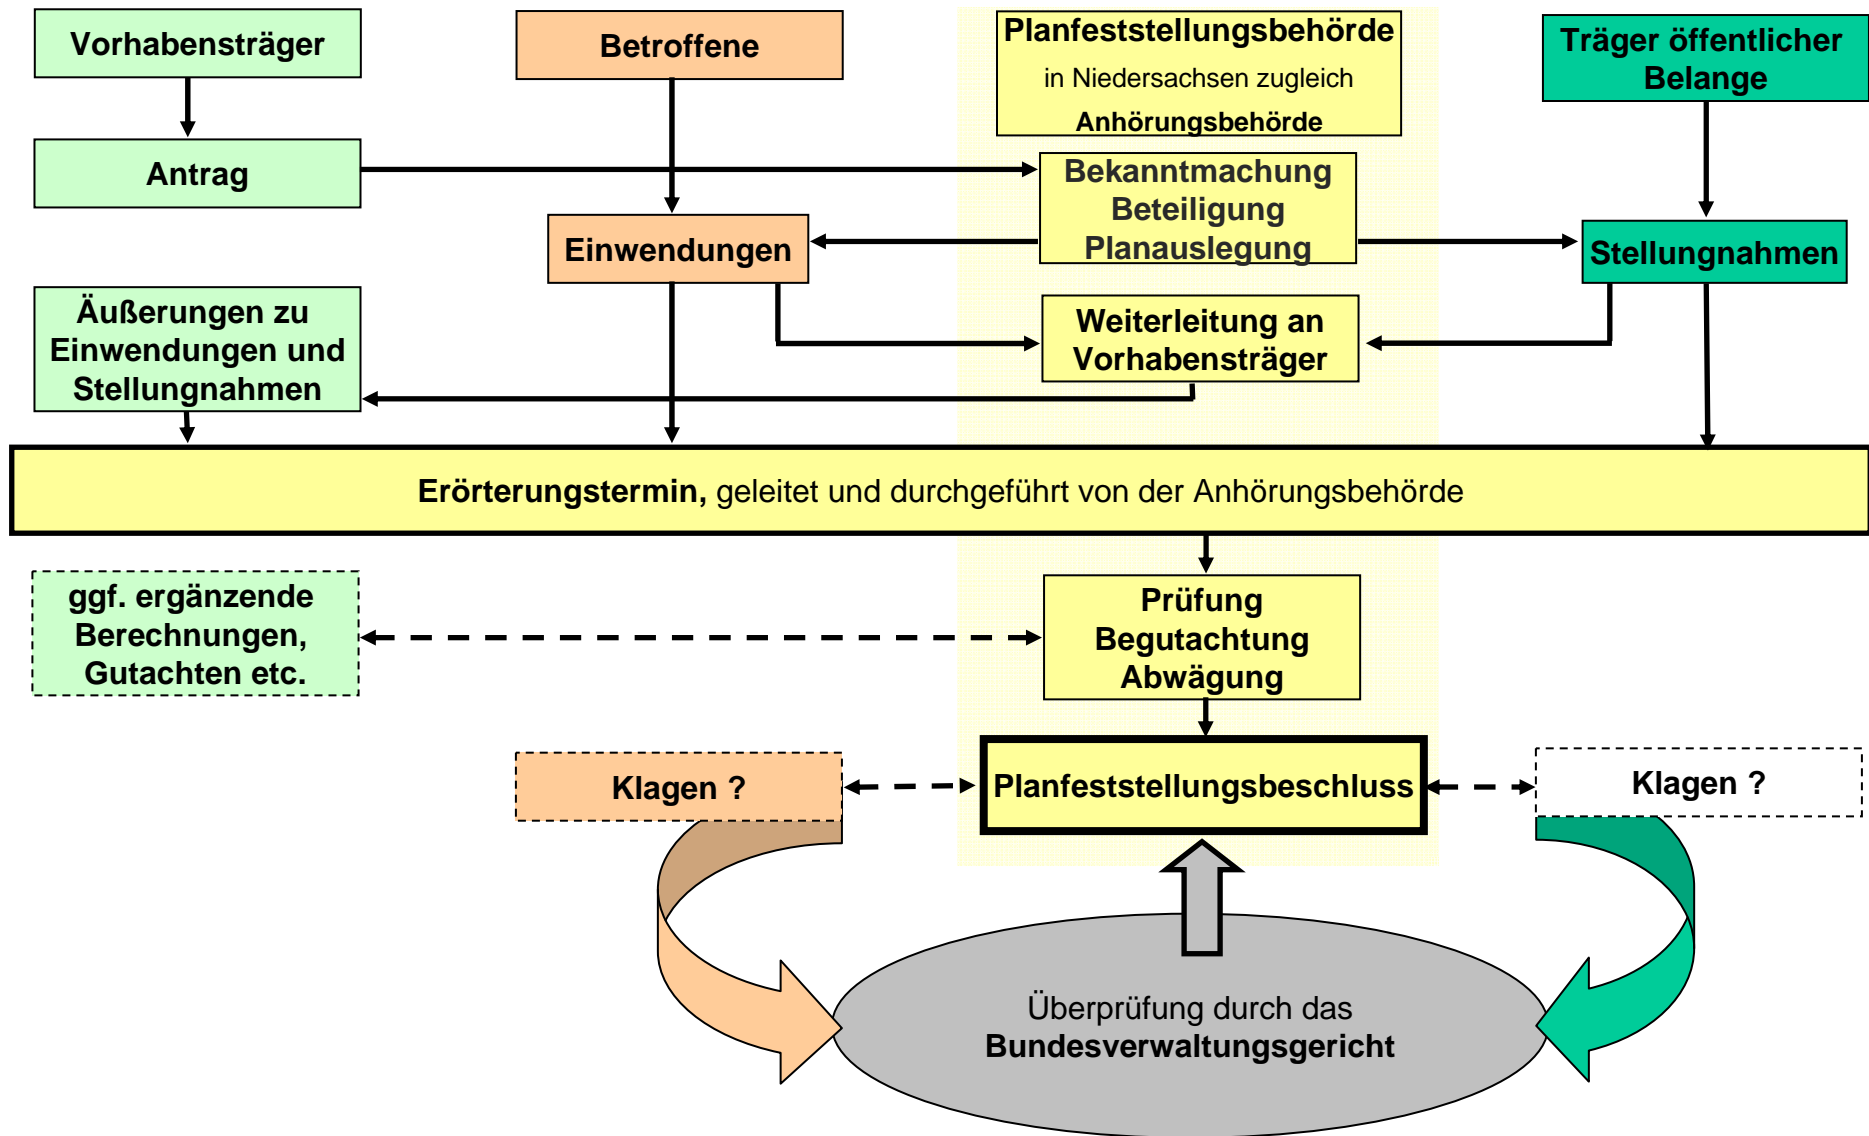 Vorhabensträger
Betroffene
Planfeststellungsbehörde
in Niedersachsen zugleich
Anhörungsbehörde
Träger öffentlicher
Belange
Antrag
Bekanntmachung
Beteiligung
Planauslegung
Einwendungen
Stellungnahmen
Äußerungen zu
Einwendungen und
Stellungnahmen
Weiterleitung an
Vorhabensträger
Erörterungstermin, geleitet und durchgeführt von der Anhörungsbehörde
ggf. ergänzende
Berechnungen,
Gutachten etc.
Prüfung
Begutachtung
Abwägung
Klagen ?
Planfeststellungsbeschluss
Klagen ?
Überprüfung durch das
Bundesverwaltungsgericht